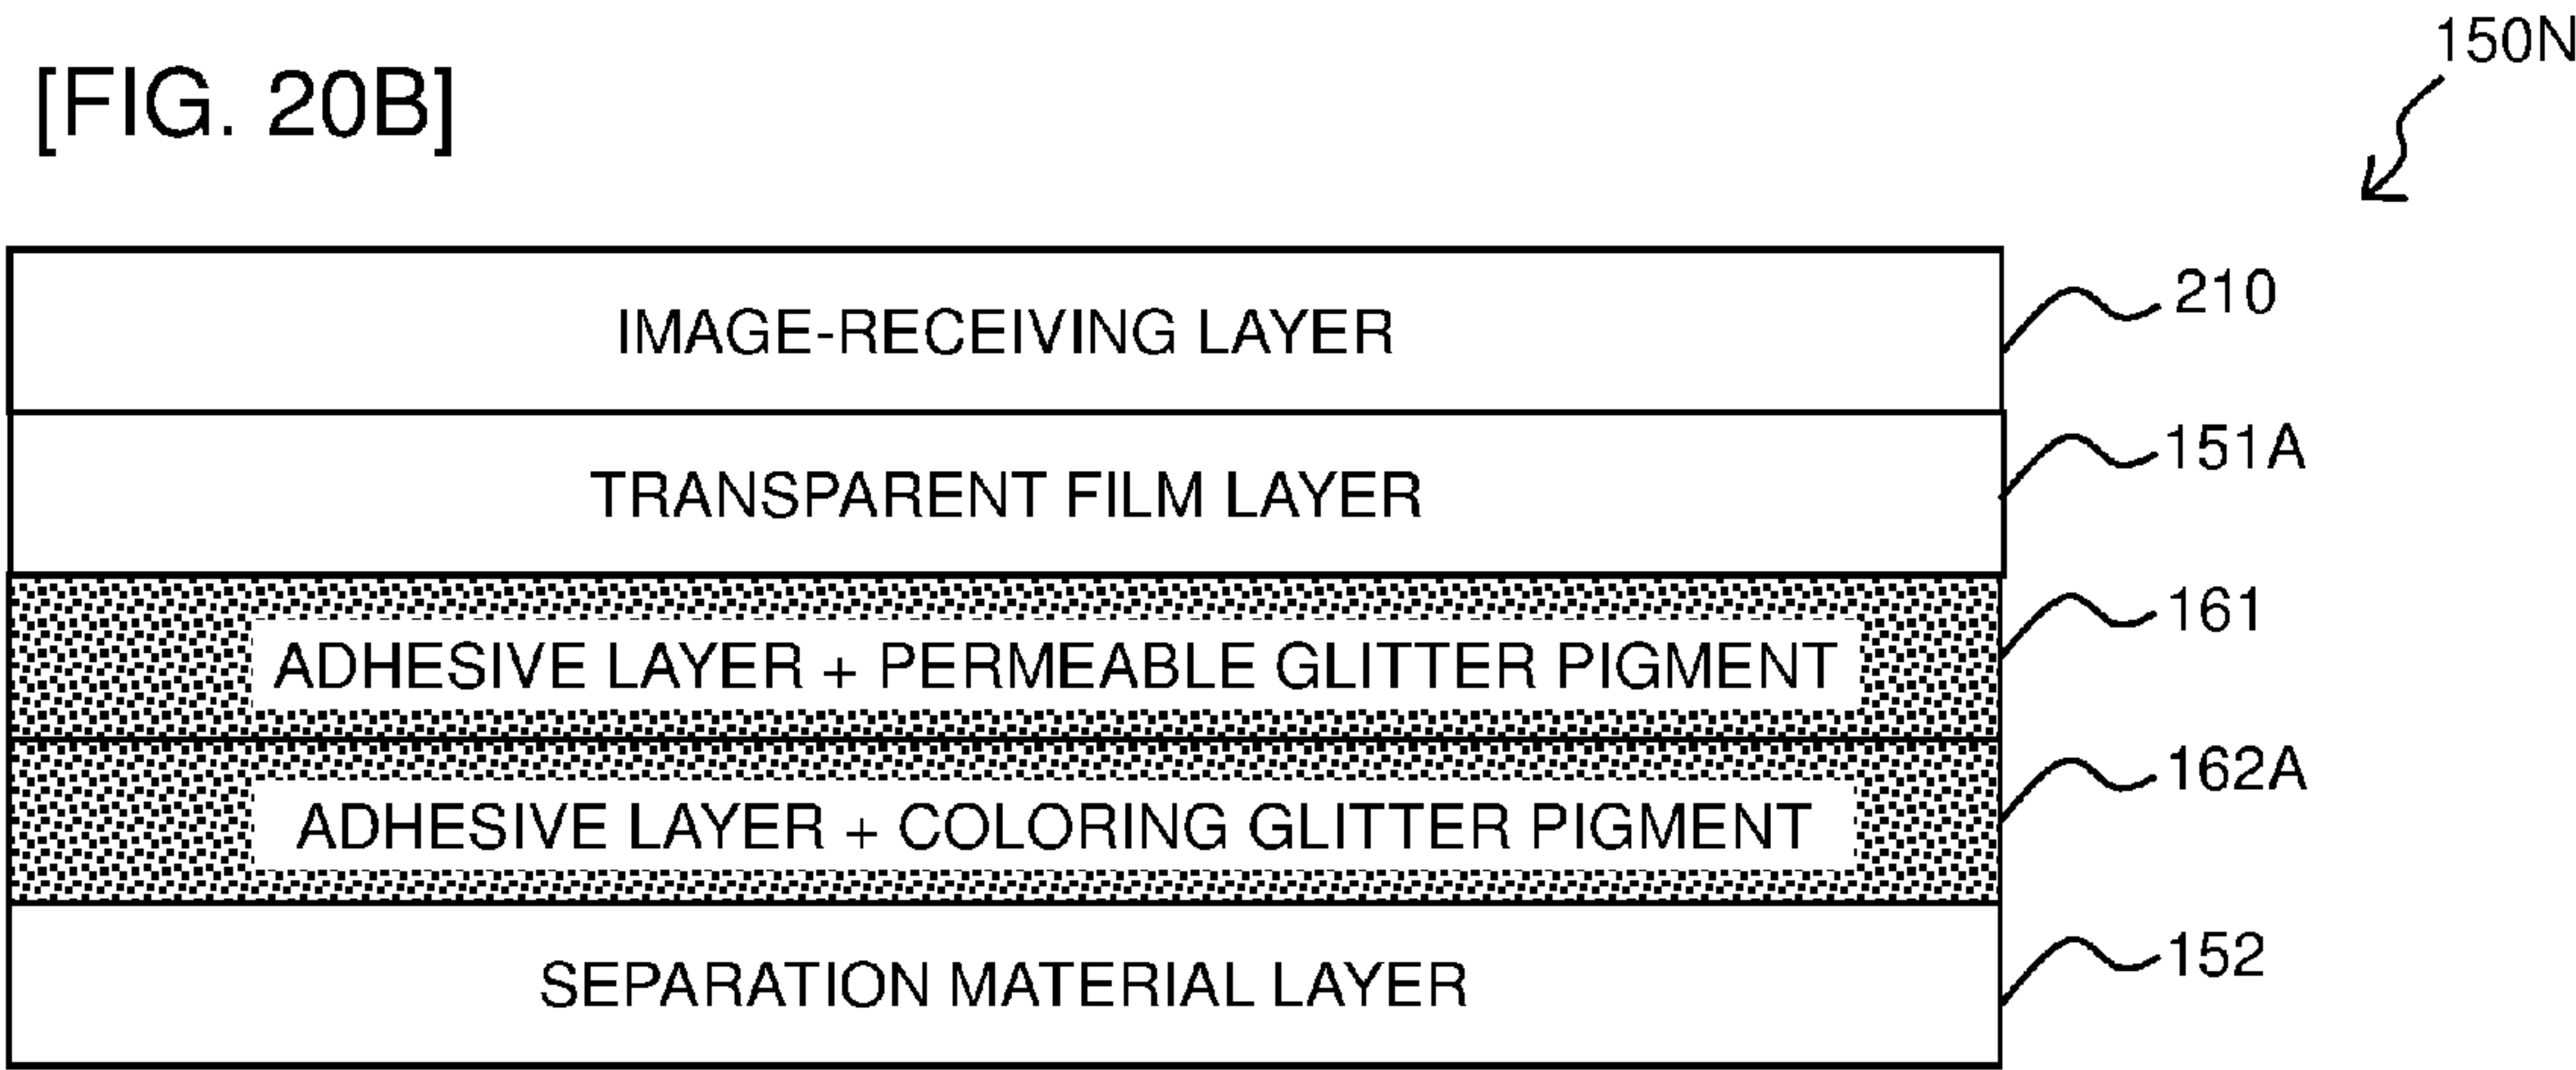 [FIG. 20B]
150N
IMAGE-RECEIVING LAYER
210
TRANSPARENT FILM LAYER
151A
ADHESIVE LAYER + PERMEABLE GLITTER PIGMENT
161
ADHESIVE LAYER + COLORING GLITTER PIGMENT
162A
SEPARATION MATERIAL LAYER
152